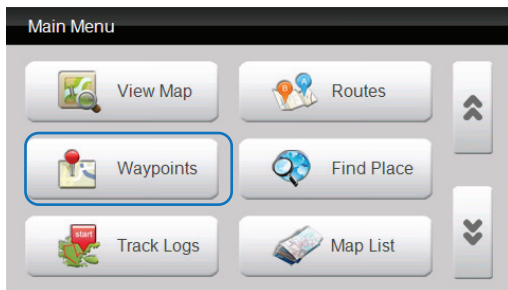 Main Menu
View Map
Routes
Waypoints
Find Place
start
Track Logs
Map List